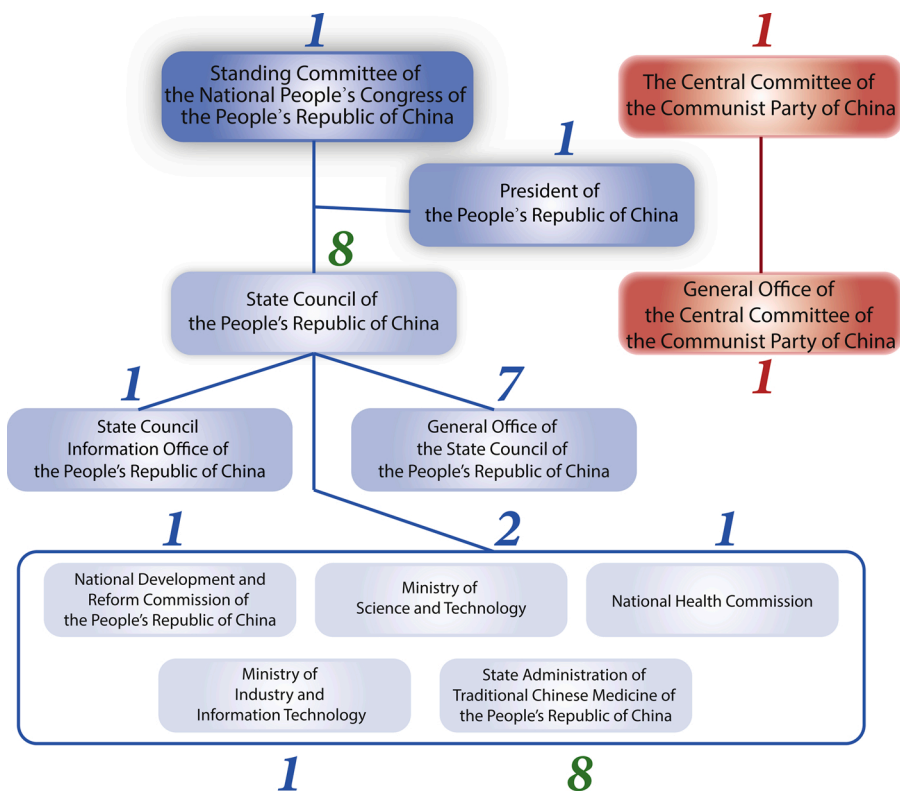 1
Standing Committee of
the National People's Congress of
the People's Republic of China
1
The Central Committee of
the Communist Party of China
1
President of
the People's Republic of China
8
State Council of
the People's Republic of China
General Office of
the Central Committee of
the Communist Party of China
1
1
State Council
Information Office of
the People's Republic of China
7
General Office of
the State Council of
the People's Republic of China
1
2
1
National Development and
Reform Commission of
the People's Republic of China
Ministry of
Science and Technology
National Health Commission
Ministry of
Industry and
Information Technology
State Administration of
Traditional Chinese Medicine of
the People's Republic of China
1
8